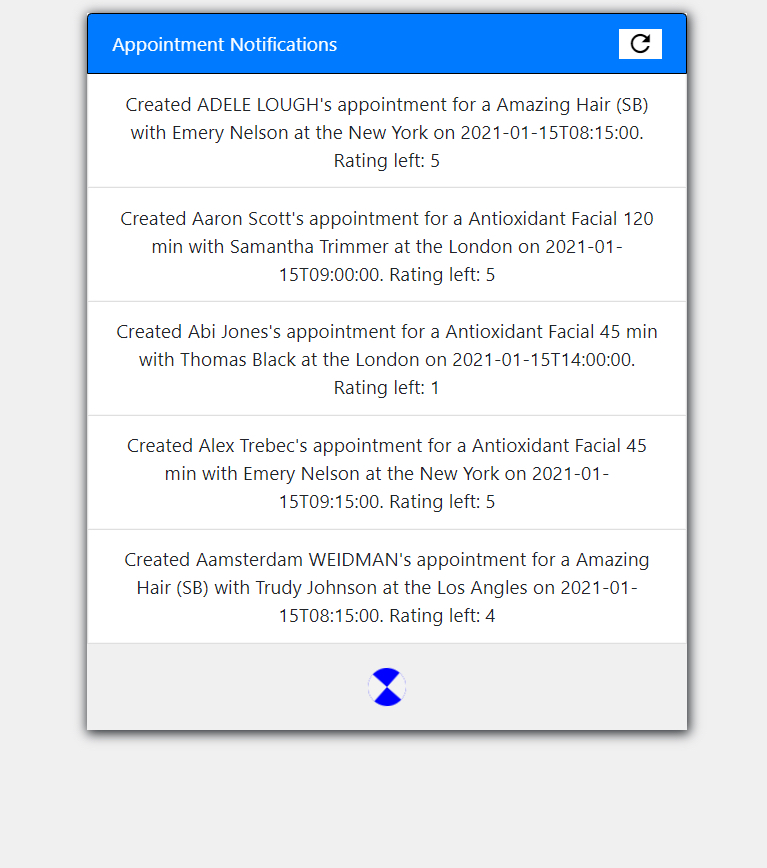 Appointment Notifications
Created ADELE LOUGH's appointment for a Amazing Hair (SB)
with Emery Nelson at the New York on 2021-01-15T08:15:00.
Rating left: 5
Created Aaron Scott's appointment for a Antioxidant Facial 120
min with Samantha Trimmer at the London on 2021-01-
15T09:00:00. Rating left: 5
Created Abi Jones's appointment for a Antioxidant Facial 45 min
with Thomas Black at the London on 2021-01-15T14:00:00.
Rating left: 1
Created Alex Trebec's appointment for a Antioxidant Facial 45
min with Emery Nelson at the New York on 2021-01-
15T09:15:00. Rating left: 5
Created Aamsterdam WEIDMAN's appointment for a Amazing
Hair (SB) with Trudy Johnson at the Los Angles on 2021-01-
15T08:15:00. Rating left: 4